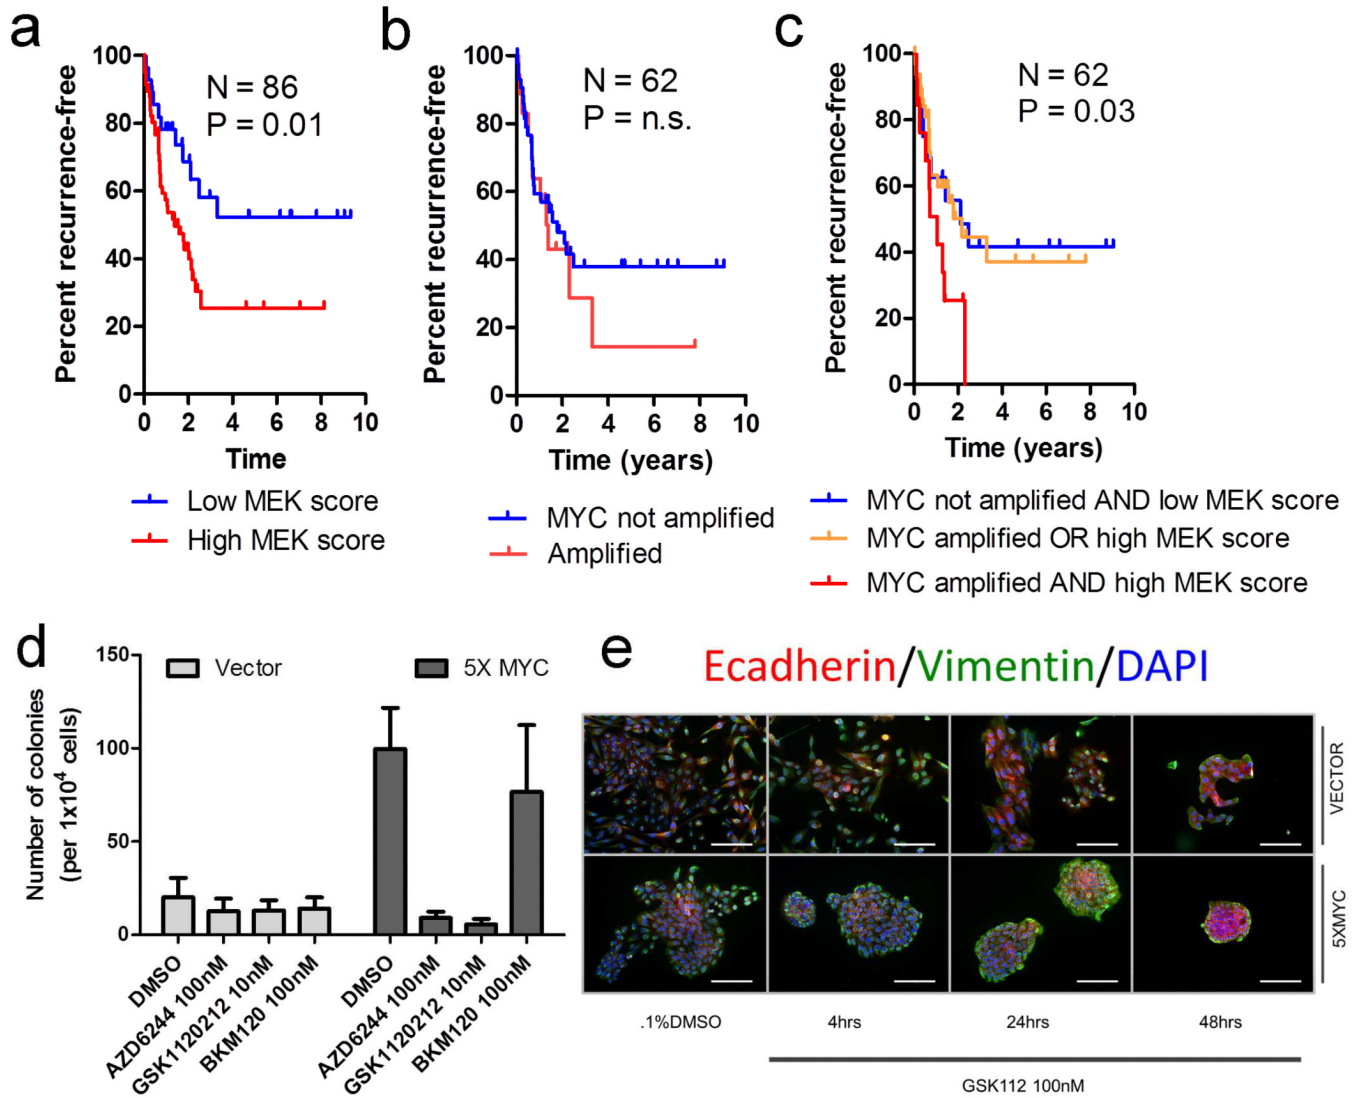 a
Percent recurrence-free
100
80
60
40
20
0
N = 86
P = 0.01
0 2 4 6 8 10
Time
Low MEK score
High MEK score
b
Percent recurrence-free
100
80
60
40
20
0
N = 62
P = n.s.
0 2 4 6 8 10
Time (years)
MYC not amplified
Amplified
c
Percent recurrence-free
100
80
60
40
20
0
N = 62
P = 0.03
0 2 4 6 8 10
Time (years)
MYC not amplified AND low MEK score
MYC amplified OR high MEK score
MYC amplified AND high MEK score
d
Number of colonies
(per 1x10⁴ cells)
150
100
50
0
Vector
5X MYC
DMSO
AZD6244 100nM
GSK1120212 10nM
BKM120 100nM
DMSO
AZD6244 100nM
GSK1120212 10nM
BKM120 100nM
e
Ecadherin/Vimentin/DAPI
VECTOR
5XMYC
.1%DMSO 4hrs 24hrs 48hrs
GSK112 100nM